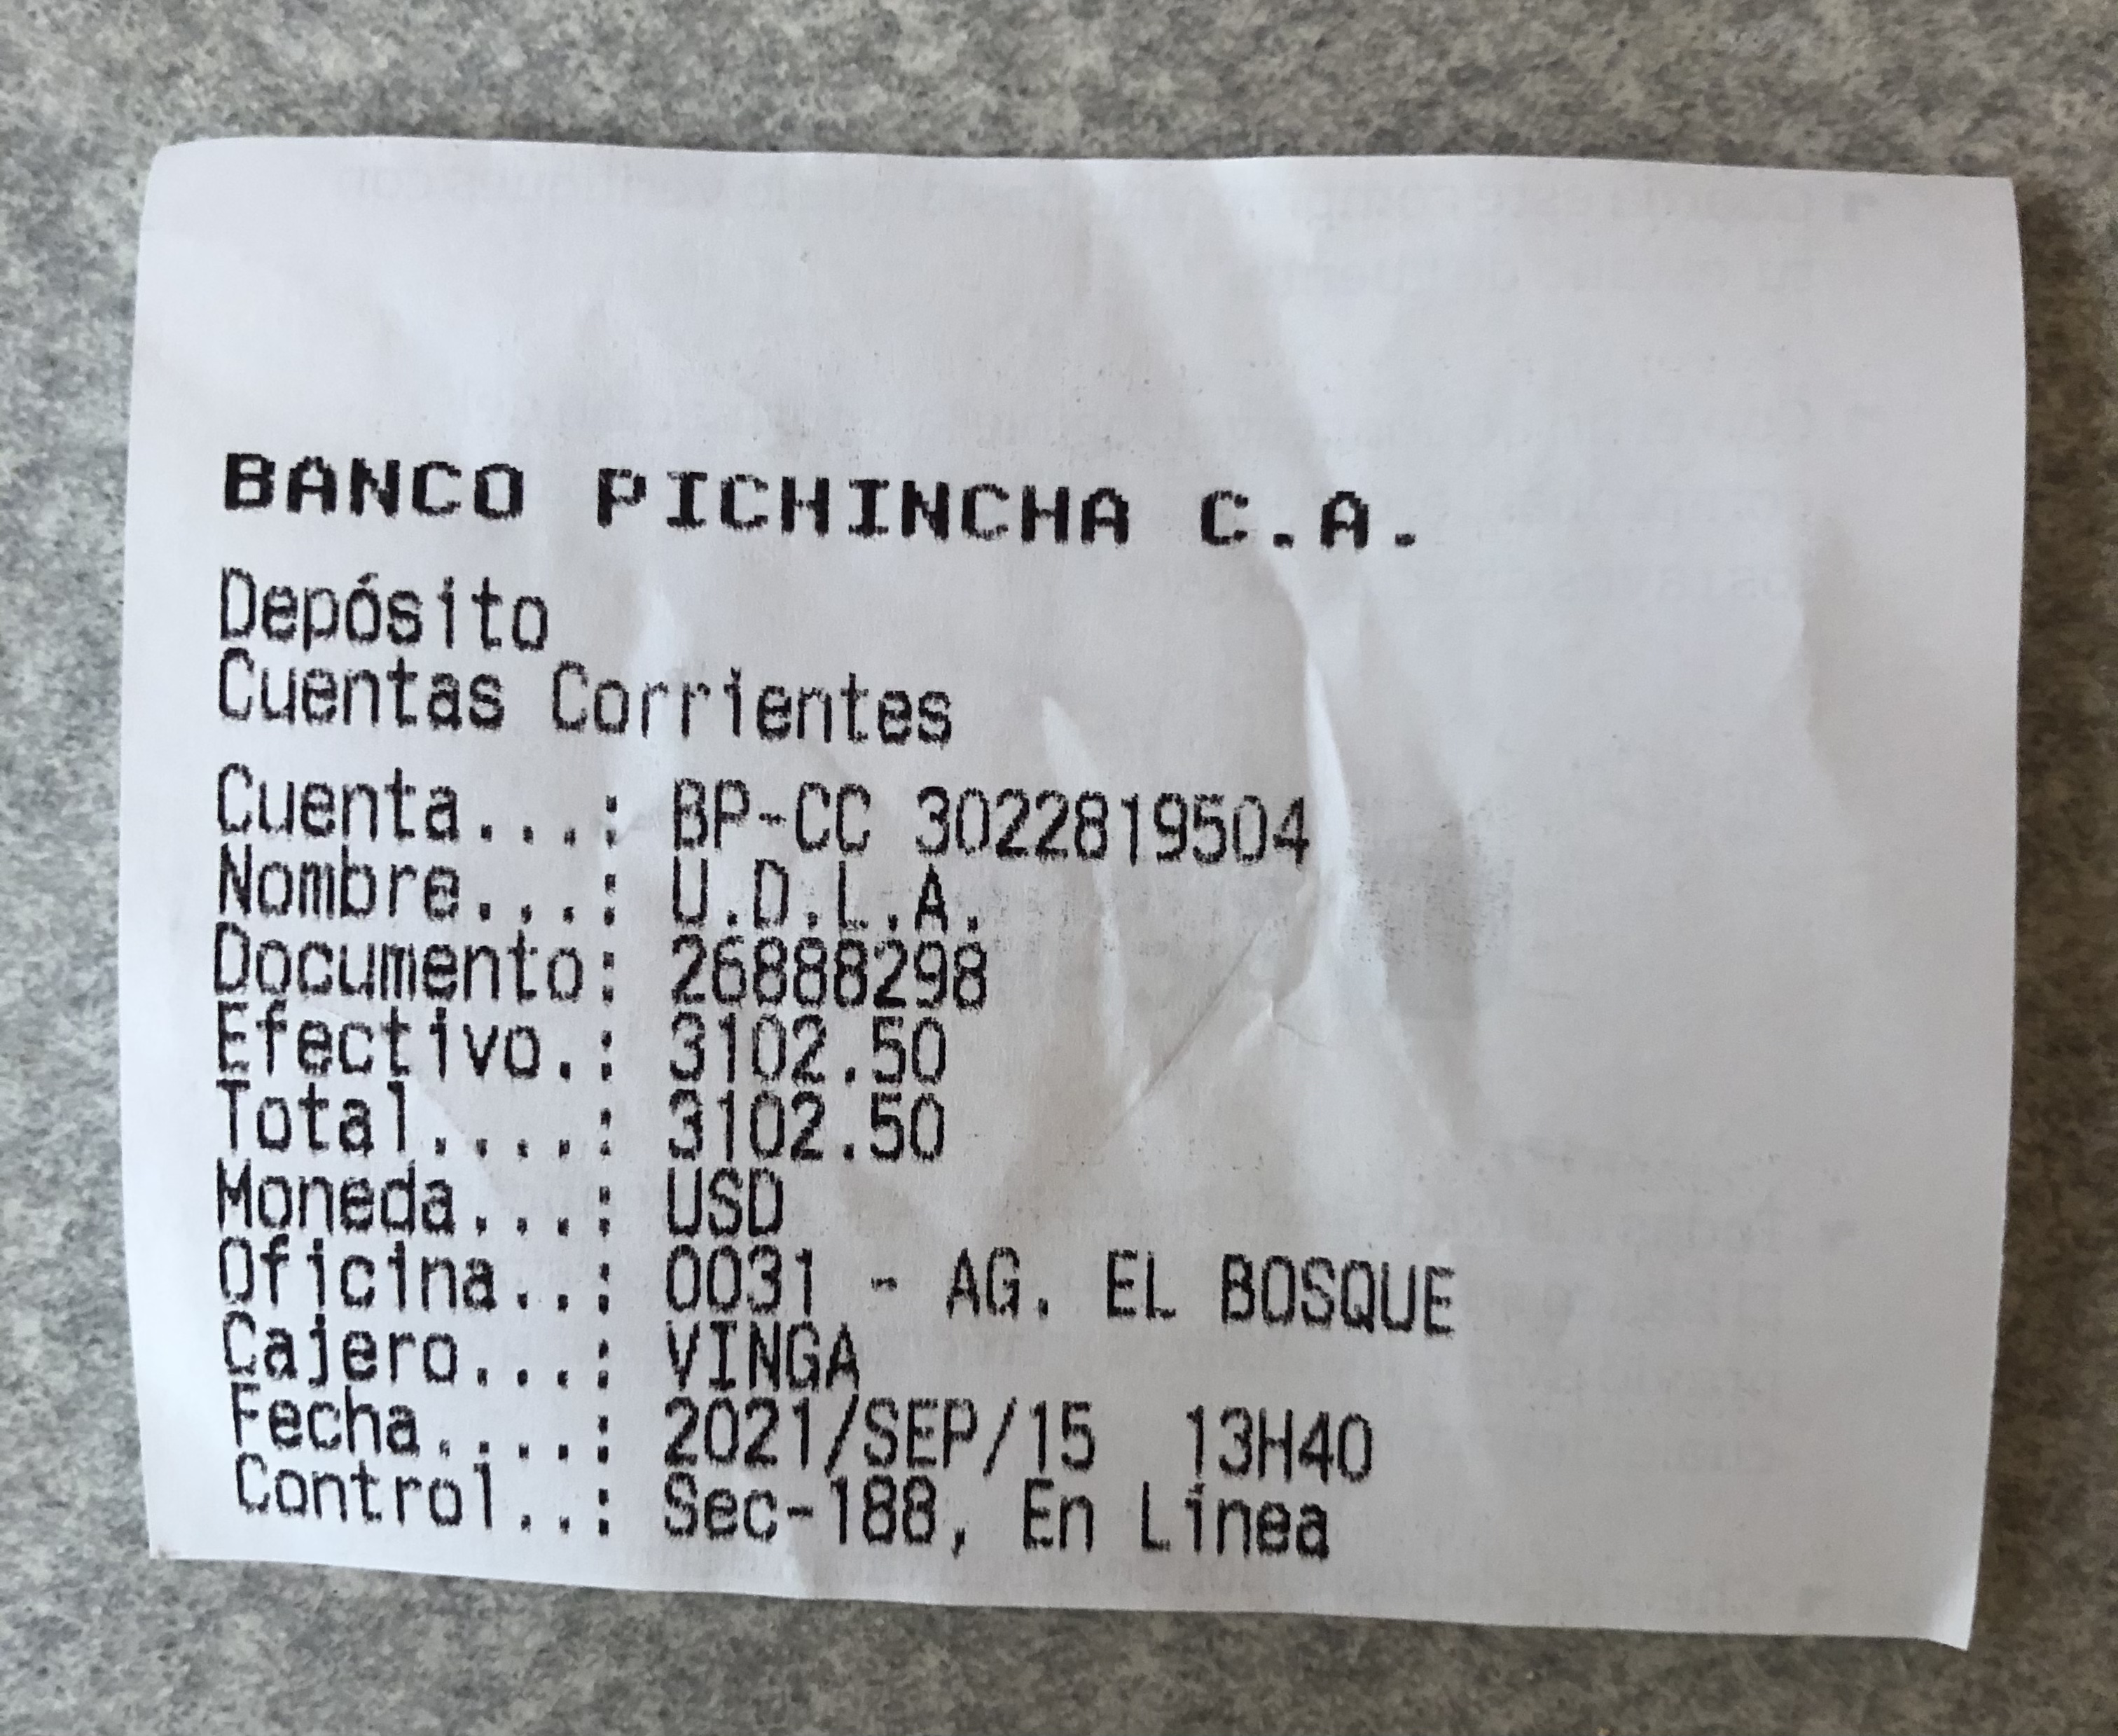 BANCO PICHINCHA C.A.
Depósito
Cuentas Corrientes
Cuenta...: BP-CC 3022819504
Nombre...: U.D.L.A.
Documento: 26888298
Efectivo.: 3102.50
Total....: 3102.50
Moneda...: USD
Oficina..: 0031 - AG. EL BOSQUE
Cajero...: VINGA
Fecha....: 2021/SEP/15 13H40
Control..: Sec-188, En Línea